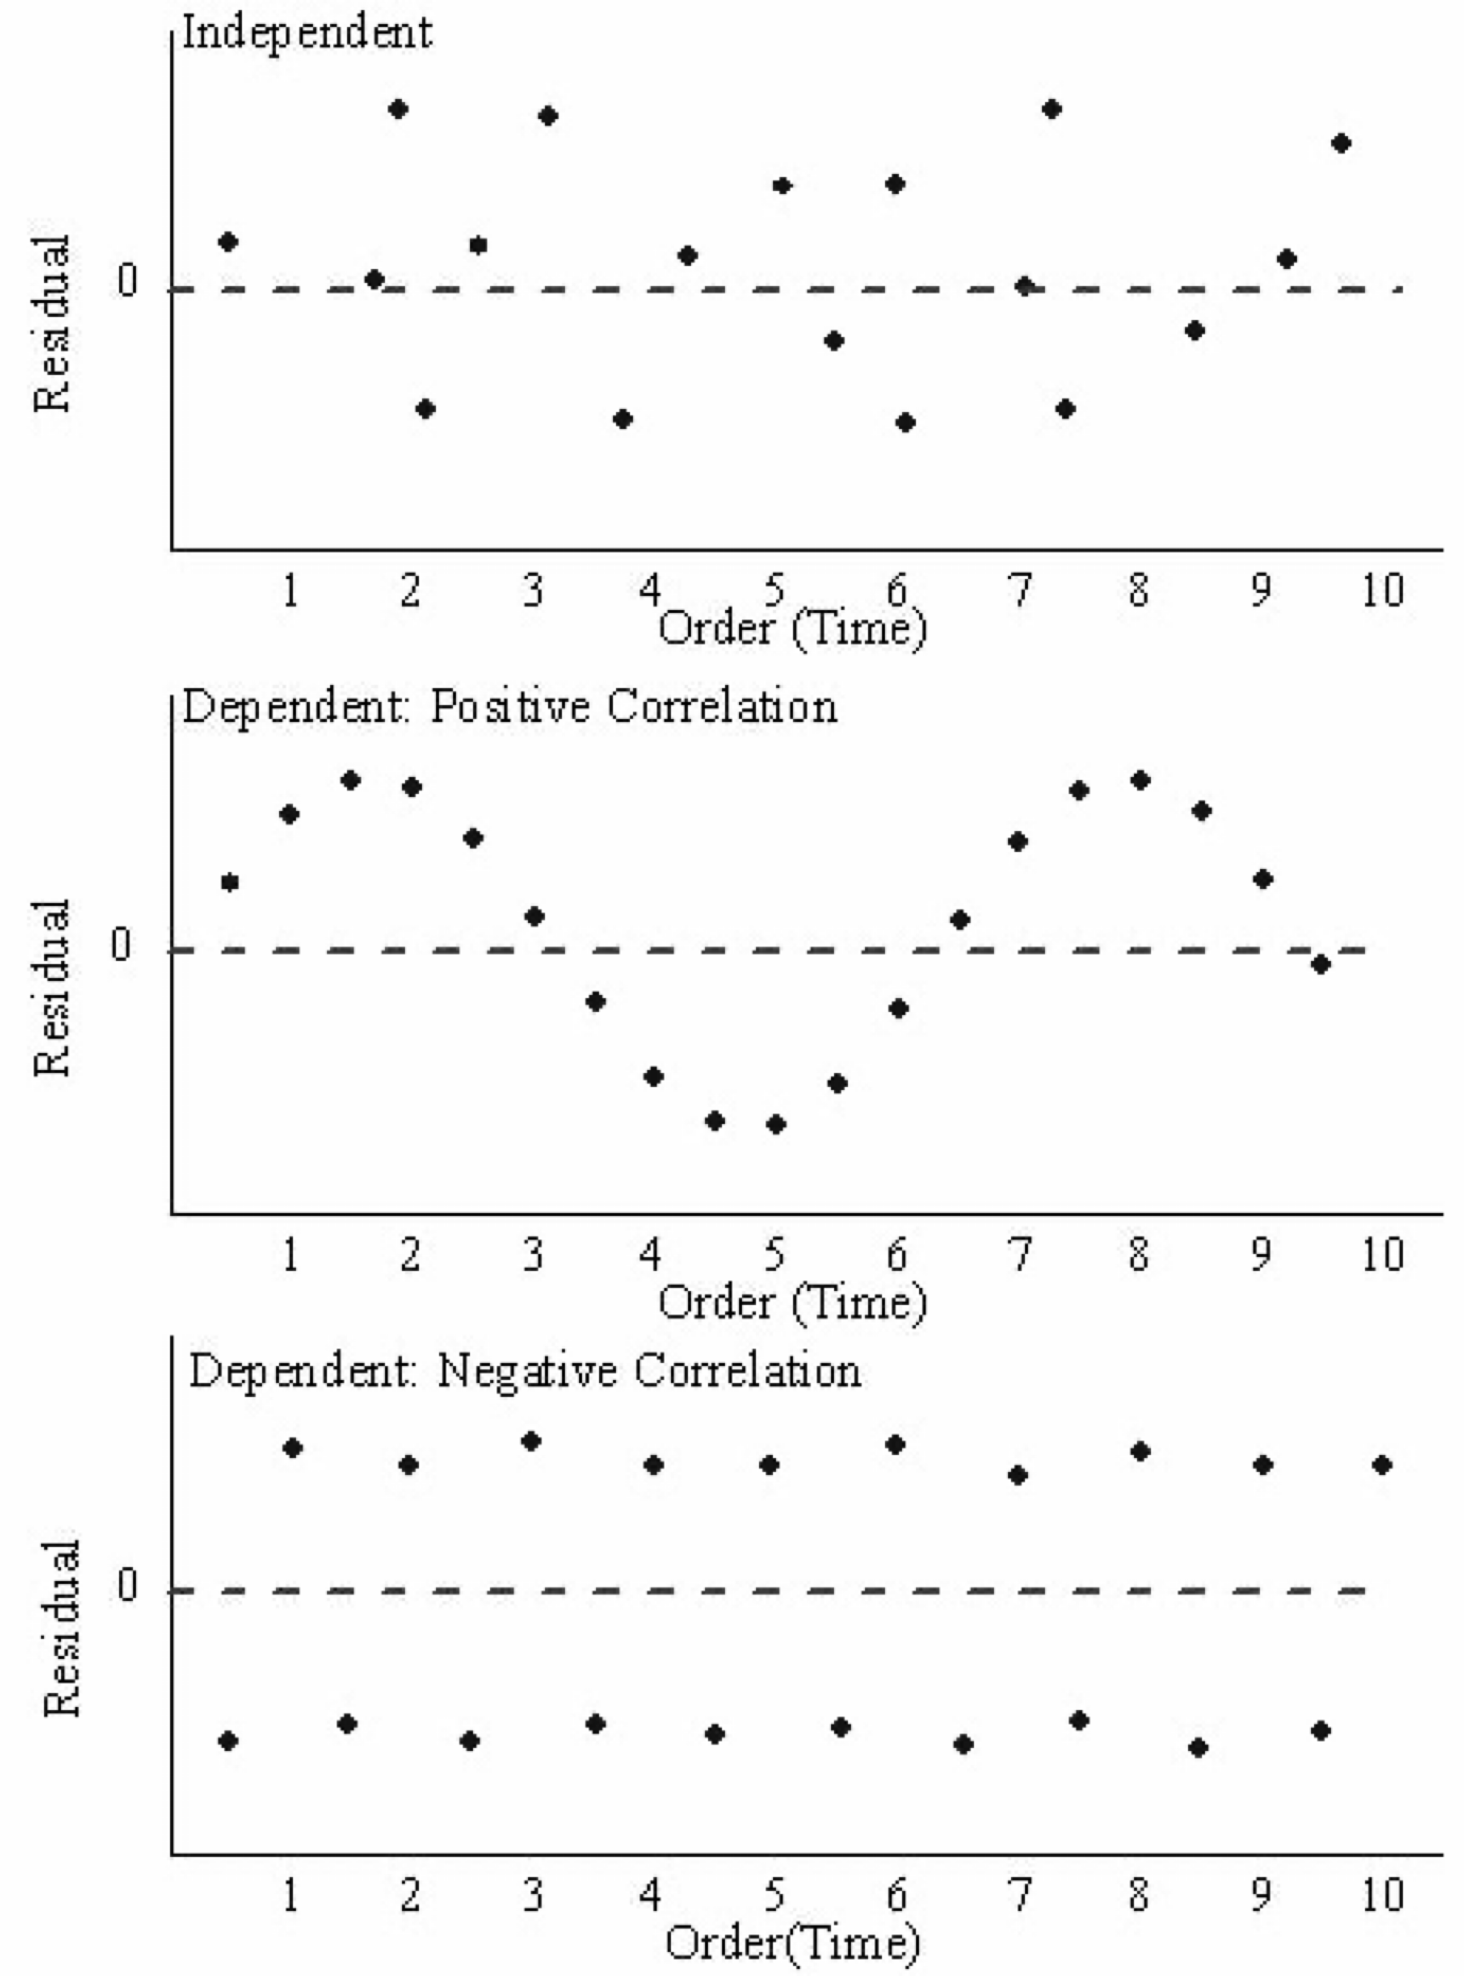 Independent
Residual
0
1 2 3 4 5 6 7 8 9 10
Order (Time)
Dependent: Positive Correlation
Residual
0
1 2 3 4 5 6 7 8 9 10
Order (Time)
Dependent: Negative Correlation
Residual
0
1 2 3 4 5 6 7 8 9 10
Order(Time)